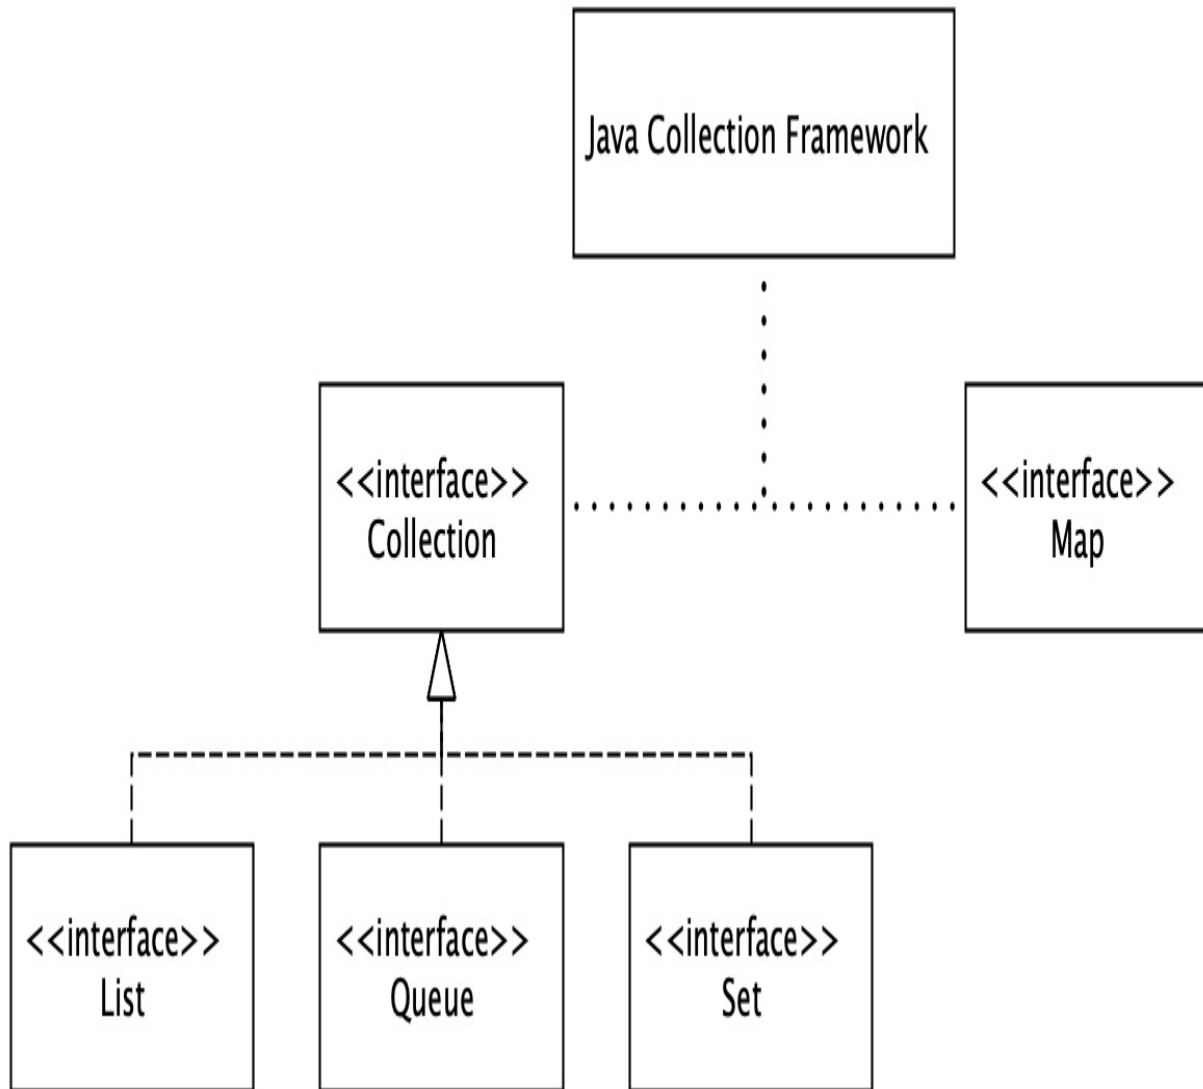 Java Collection Framework
<<interface>>
Collection
<<interface>>
Map
<<interface>>
List
<<interface>>
Queue
<<interface>>
Set